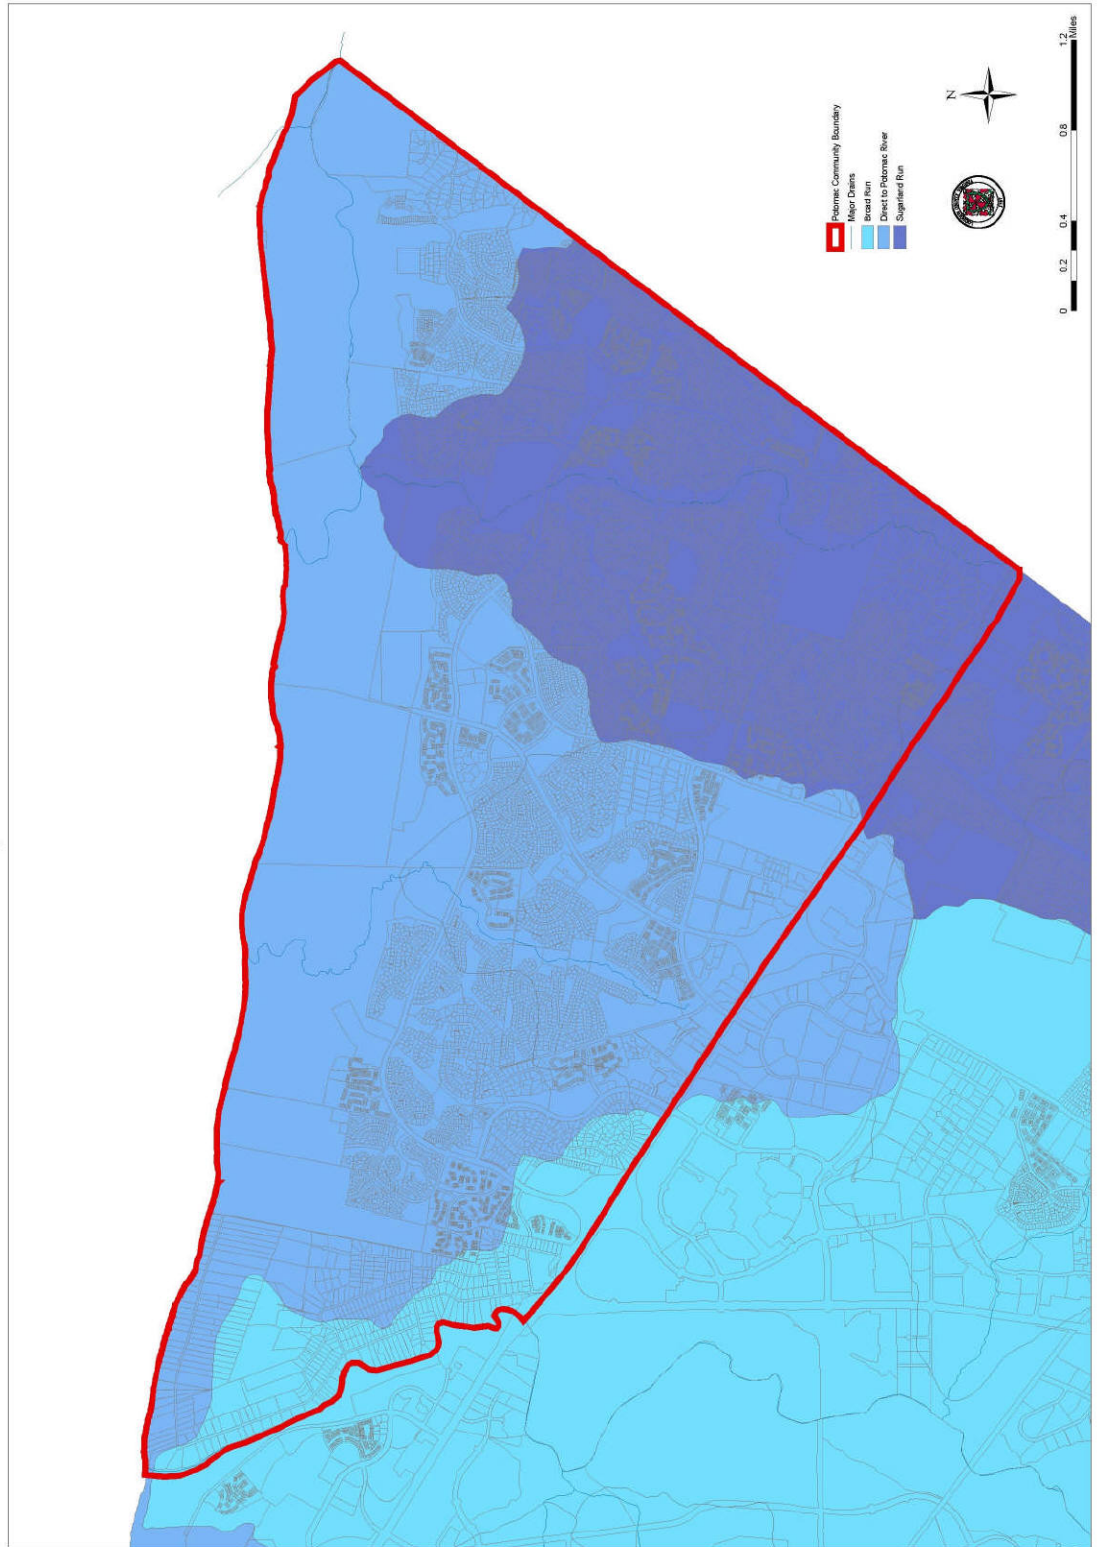 Potomac Community Boundary
Major Drains
Broad Run
Direct to Potomac River
Sugarland Run
N
0 0.2 0.4 0.8 1.2
Miles